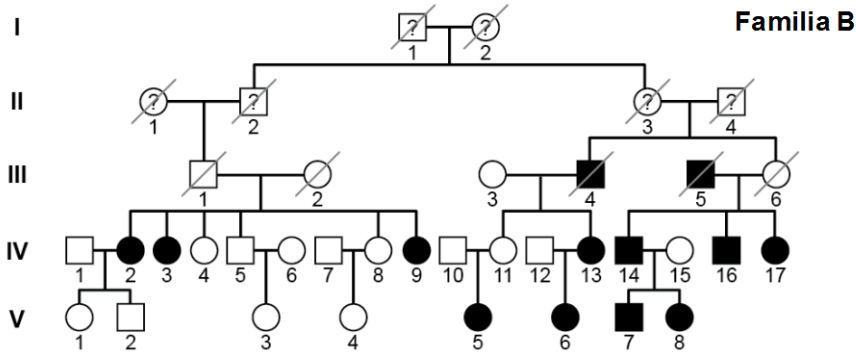 I
Familia B
? ?
1 2
II
? ? ? ?
1 2 3 4
III
1 2 3 4 5 6
IV
1 2 3 4 5 6 7 8 9 10 11 12 13 14 15 16 17
V
1 2 3 4 5 6 7 8